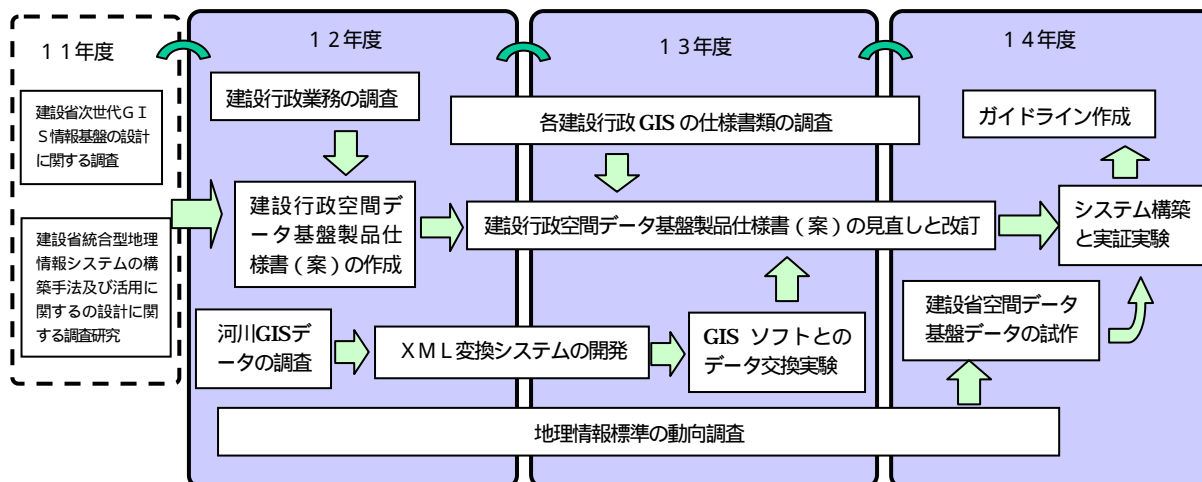 11年度
建設省次世代GI
S情報基盤の設計
に関する調査
建設省統合型地理
情報システムの構
築手法及び活用に
関するの設計に関
する調査研究
12年度
建設行政業務の調査
建設行政空間デ
ータ基盤製品仕
様書(案)の作成
河川GISデ
ータの調査
XML変換システムの開発
13年度
各建設行政 GIS の仕様書類の調査
建設行政空間データ基盤製品仕様書(案)の見直しと改訂
GIS ソフトとの
データ交換実験
地理情報標準の動向調査
14年度
ガイドライン作成
システム構築
と実証実験
建設省空間データ
基盤データの試作